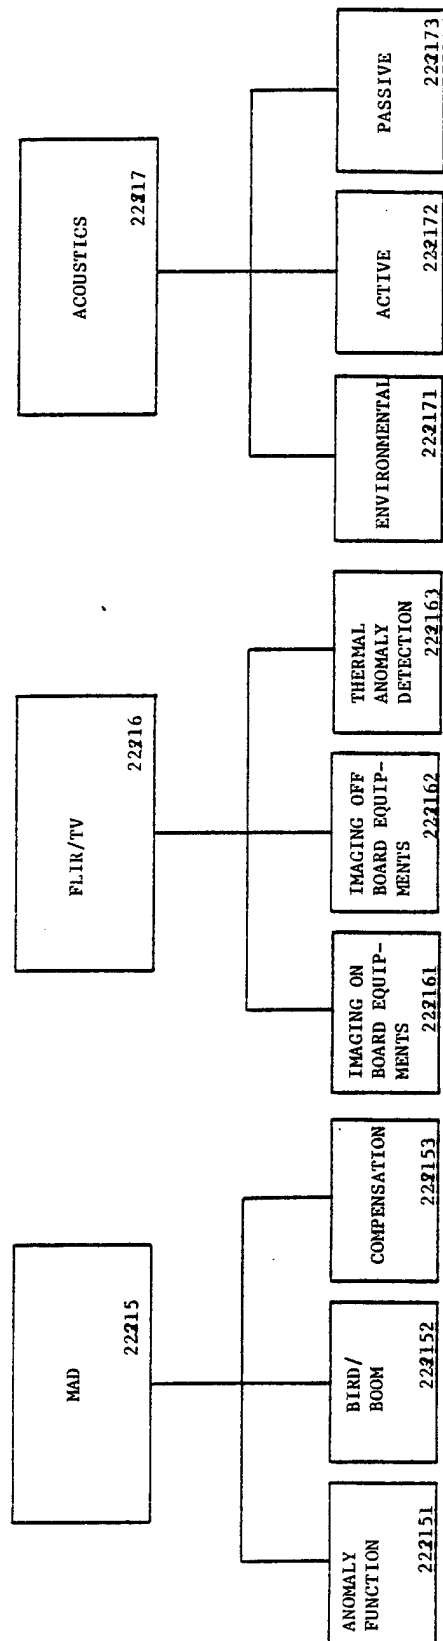 MAD
22215
ANOMALY
FUNCTION
222151
BIRD/
BOOM
222152
COMPENSATION
222153
FLIR/TV
22216
IMAGING ON
BOARD EQUIP-
MENTS
222161
IMAGING OFF
BOARD EQUIP-
MENTS
222162
THERMAL
ANOMALY
DETECTION
222163
ACOUSTICS
22217
ENVIRONMENTAL
222171
ACTIVE
222172
PASSIVE
222173